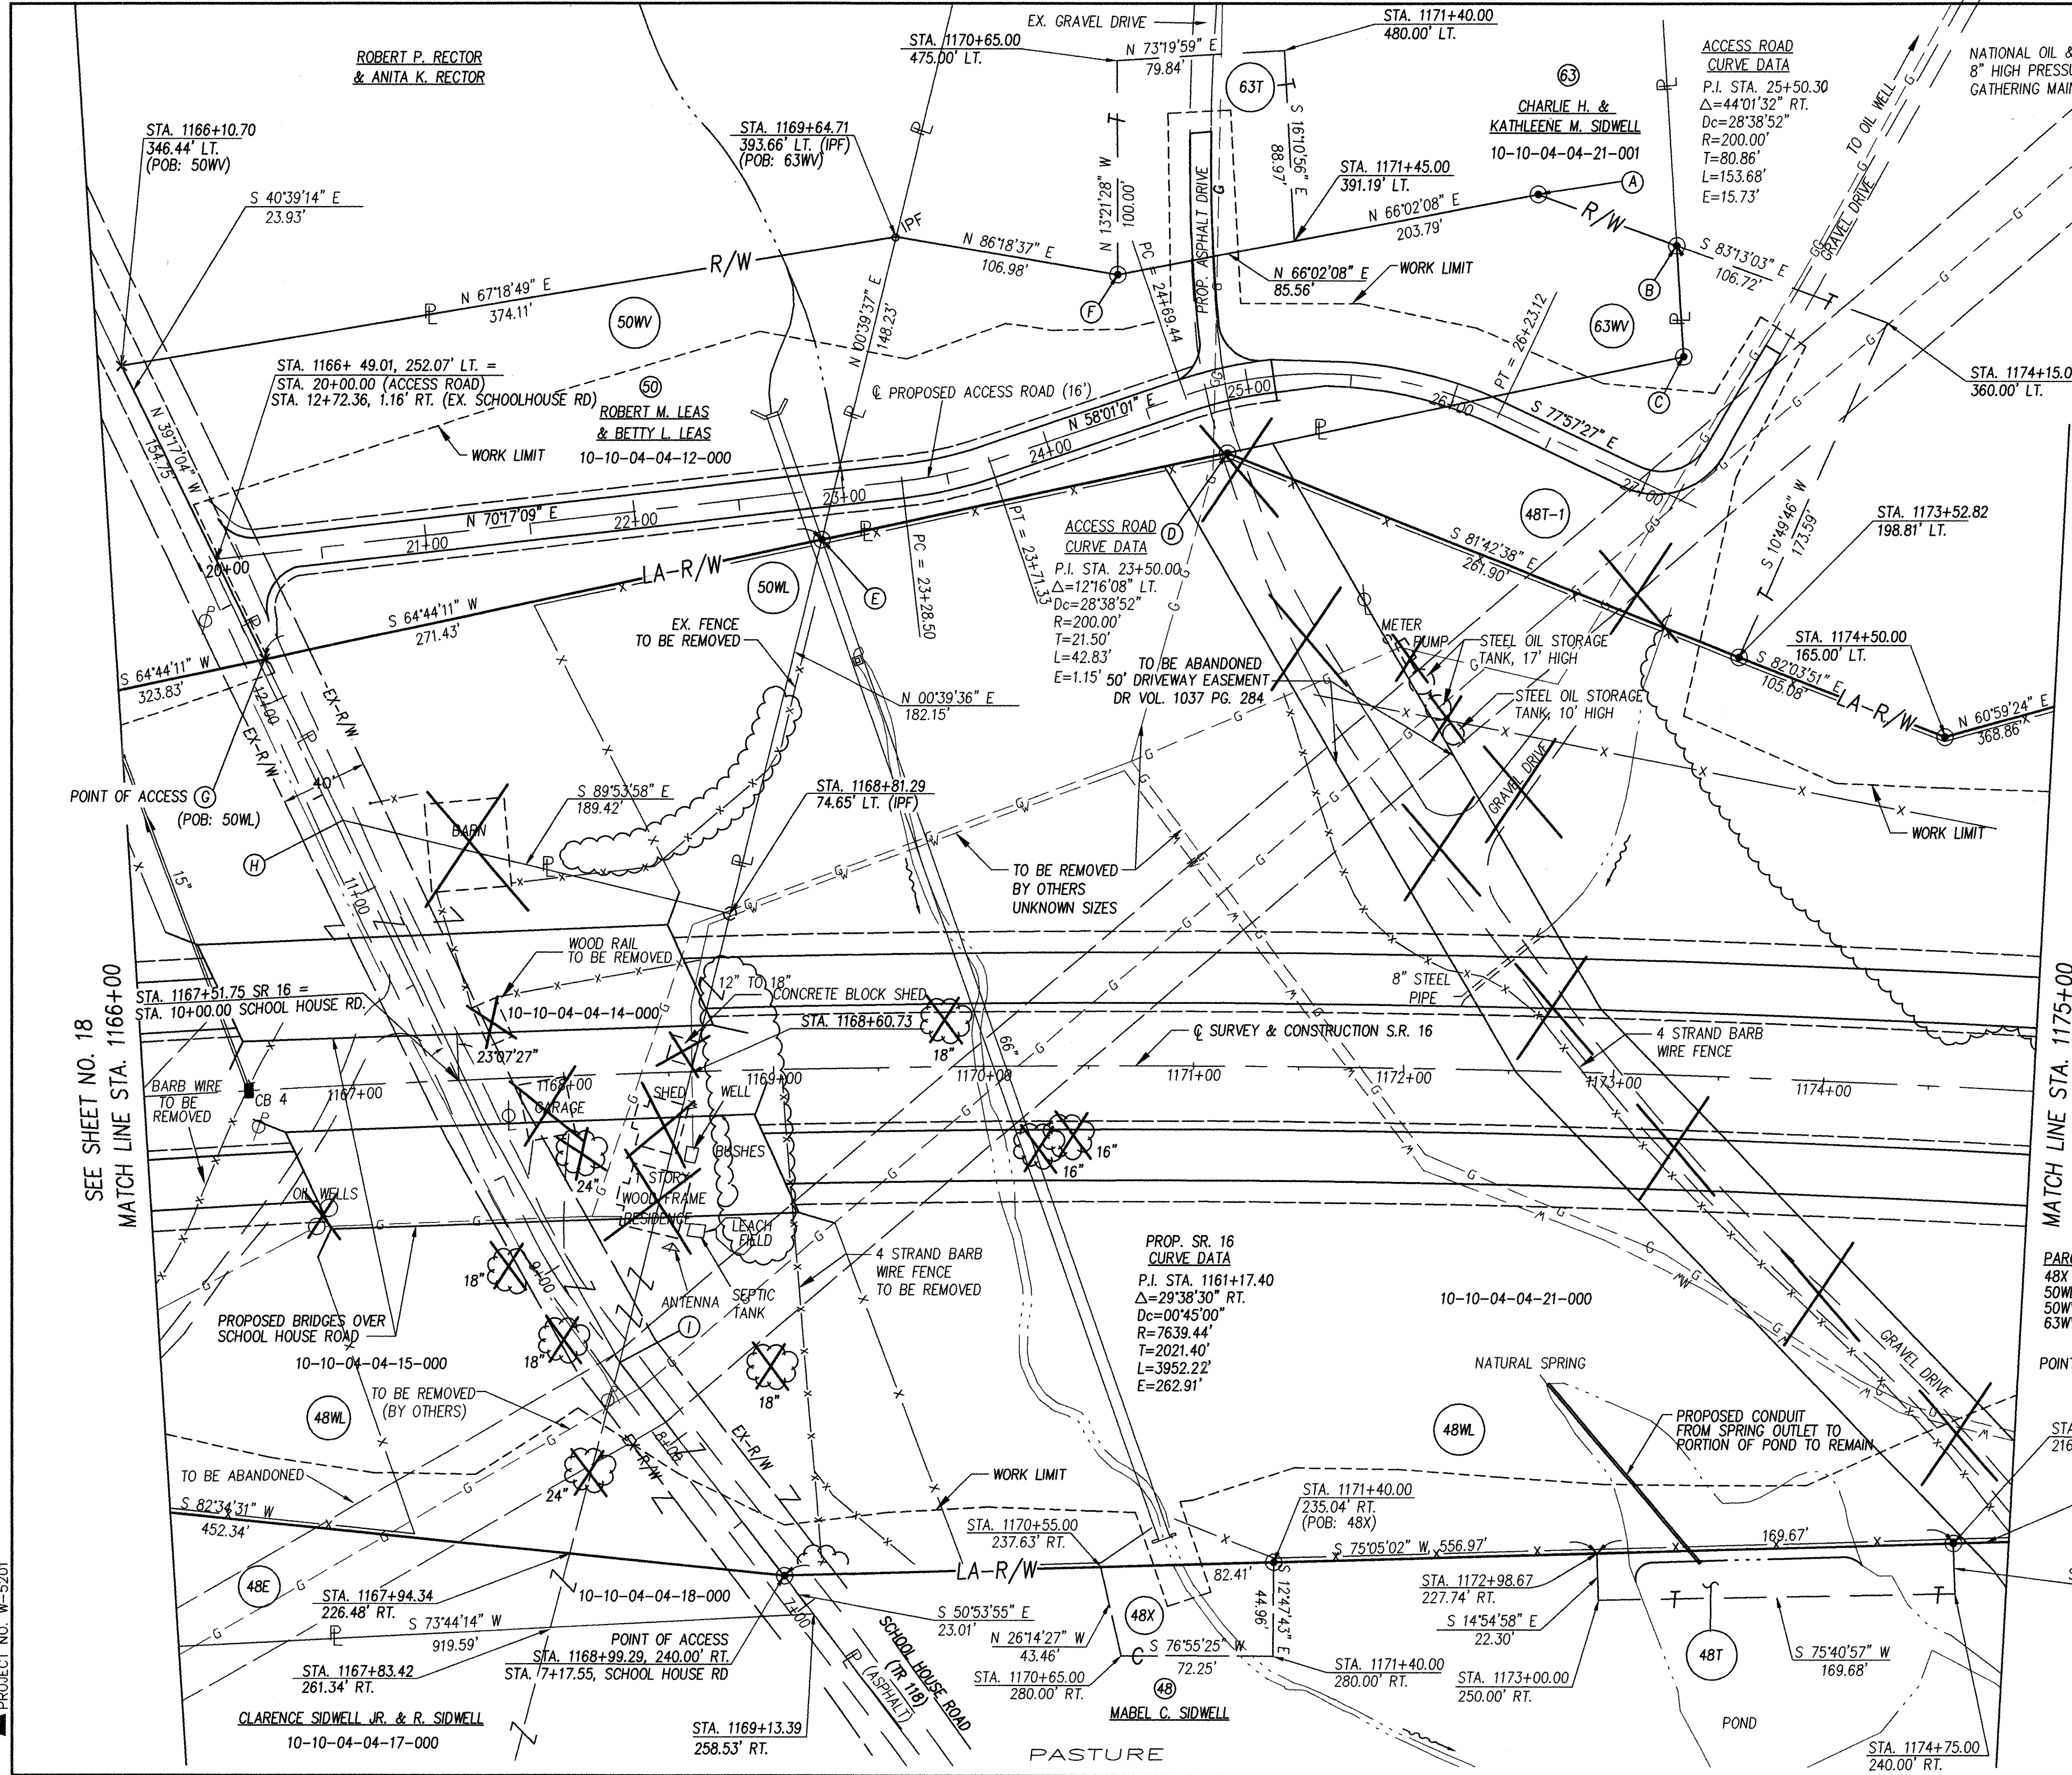 ROBERT P. RECTOR
& ANITA K. RECTOR
EX. GRAVEL DRIVE
STA. 1170+65.00
475.00' LT.
N 73°19'59" E
79.84'
STA. 1171+40.00
480.00' LT.
63T
63
CHARLIE H. &
KATHLEENE M. SIDWELL
10-10-04-04-21-001
ACCESS ROAD
CURVE DATA
P.I. STA. 25+50.30
Δ=44°01'32" RT.
Dc=28°38'52"
R=200.00'
T=80.86'
L=153.68'
E=15.73'
NATIONAL OIL &
8" HIGH PRESSU
GATHERING MAI
TO OIL WELL
GRAVEL DRIVE
STA. 1166+10.70
346.44' LT.
(POB: 50WV)
S 40°39'14" E
23.93'
STA. 1169+64.71
393.66' LT. (IPF)
(POB: 63WV)
IPF
N 13°21'28" W
100.00'
S 16°10'56" E
88.97'
PROP. ASPHALT DRIVE
STA. 1171+45.00
391.19' LT.
N 66°02'08" E
203.79'
A
R/W
S 83°13'03" E
106.72'
B
R/W
N 86°18'37" E
106.98'
N 66°02'08" E
85.56'
WORK LIMIT
F
N 67°18'49" E
374.11'
50WV
N 00°39'37" E
148.23'
PC = 24+69.44
PT = 26+23.12
63WV
C
STA. 1174+15.0
360.00' LT.
STA. 1166+ 49.01, 252.07' LT. =
STA. 20+00.00 (ACCESS ROAD)
STA. 12+72.36, 1.16' RT. (EX. SCHOOLHOUSE RD)
N 39°17'04" W
154.75'
WORK LIMIT
50
ROBERT M. LEAS
& BETTY L. LEAS
10-10-04-04-12-000
℄ PROPOSED ACCESS ROAD (16')
N 58°01'01" E
S 77°57'27" E
N 70°17'09" E
20+00
21+00
22+00
23+00
24+00
25+00
26+00
27+00
PC = 23+28.50
PT = 23+71.33
ACCESS ROAD
CURVE DATA
P.I. STA. 23+50.00
Δ=12°16'08" LT.
Dc=28°38'52"
R=200.00'
T=21.50'
L=42.83'
E=1.15'
D
48T-1
S 81°42'38" E
261.90'
S 10°49'46" W
173.59'
STA. 1173+52.82
198.81' LT.
STA. 1174+50.00
165.00' LT.
S 82°03'51" E
105.08'
LA-R/W
N 60°59'24" E
368.86'
LA-R/W
50WL
E
S 64°44'11" W
271.43'
S 64°44'11" W
323.83'
EX. FENCE
TO BE REMOVED
N 00°39'36" E
182.15'
TO BE ABANDONED
50' DRIVEWAY EASEMENT
DR VOL. 1037 PG. 284
METER
PUMP
STEEL OIL STORAGE
TANK, 17' HIGH
STEEL OIL STORAGE
TANK, 10' HIGH
GRAVEL DRIVE
WORK LIMIT
12+00
EX-R/W
EX-R/W
40'
POINT OF ACCESS G
(POB: 50WL)
H
S 89°53'58" E
189.42'
STA. 1168+81.29
74.65' LT. (IPF)
BARN
15"
11+00
TO BE REMOVED
BY OTHERS
UNKNOWN SIZES
WOOD RAIL
TO BE REMOVED
12" TO 18"
CONCRETE BLOCK SHED
STA. 1168+60.73
10-10-04-04-14-000
23°07'27"
STA. 1167+51.75 SR 16 =
STA. 10+00.00 SCHOOL HOUSE RD.
SEE SHEET NO. 18
MATCH LINE STA. 1166+00
18"
66"
℄ SURVEY & CONSTRUCTION S.R. 16
8" STEEL
PIPE
4 STRAND BARB
WIRE FENCE
MATCH LINE STA. 1175+00
BARB WIRE
TO BE
REMOVED
CB 4
1167+00
1168+00
1169+00
1170+00
1171+00
1172+00
1173+00
1174+00
GARAGE
SHED
WELL
BUSHES
24"
1 STORY
WOOD FRAME
RESIDENCE
LEACH
FIELD
16"
16"
OIL WELLS
18"
9+00
ANTENNA
SEPTIC
TANK
4 STRAND BARB
WIRE FENCE
TO BE REMOVED
I
PROPOSED BRIDGES OVER
SCHOOL HOUSE ROAD
10-10-04-04-15-000
18"
18"
PROP. SR. 16
CURVE DATA
P.I. STA. 1161+17.40
Δ=29°38'30" RT.
Dc=00°45'00"
R=7639.44'
T=2021.40'
L=3952.22'
E=262.91'
10-10-04-04-21-000
NATURAL SPRING
GRAVEL DRIVE
PROPOSED CONDUIT
FROM SPRING OUTLET TO
PORTION OF POND TO REMAIN
PAR
48X
50W
50W
63W
POIN
STA
216
TO BE REMOVED
(BY OTHERS)
48WL
48WL
TO BE ABANDONED
24"
8+00
EX-R/W
EX-R/W
WORK LIMIT
S 82°34'31" W
452.34'
48E
STA. 1170+55.00
237.63' RT.
STA. 1171+40.00
235.04' RT.
(POB: 48X)
S 75°05'02" W 556.97'
169.67'
LA-R/W
82.41'
S 12°47'43" E
44.96'
STA. 1172+98.67
227.74' RT.
S 14°54'58" E
22.30'
48T
S 75°40'57" W
169.68'
STA. 1167+94.34
226.48' RT.
10-10-04-04-18-000
7+00
S 50°53'55" E
23.01'
N 26°14'27" W
43.46'
48X
S 76°55'25" W
72.25'
S 73°44'14" W
919.59'
POINT OF ACCESS
STA. 1168+99.29, 240.00' RT.
STA. 7+17.55, SCHOOL HOUSE RD
STA. 1167+83.42
261.34' RT.
SCHOOL HOUSE ROAD
(TR 118)
(ASPHALT)
STA. 1170+65.00
280.00' RT.
STA. 1171+40.00
280.00' RT.
STA. 1173+00.00
250.00' RT.
48
MABEL C. SIDWELL
CLARENCE SIDWELL JR. & R. SIDWELL
10-10-04-04-17-000
STA. 1169+13.39
258.53' RT.
PASTURE
POND
STA. 1174+75.00
240.00' RT.
PROJECT NO. W-5201